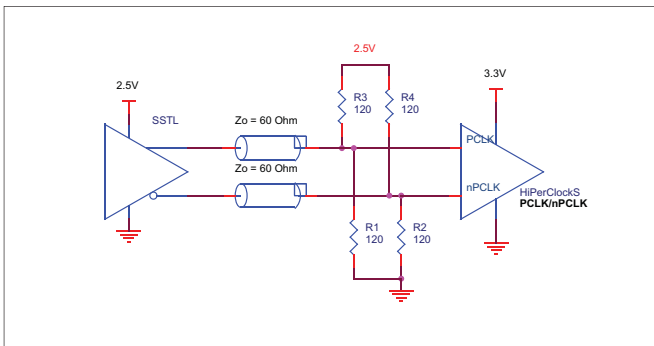 2.5V
SSTL
Zo = 60 Ohm
Zo = 60 Ohm
2.5V
R3
120
R4
120
R1
120
R2
120
3.3V
PCLK
nPCLK
HiPerClockS
PCLK/nPCLK